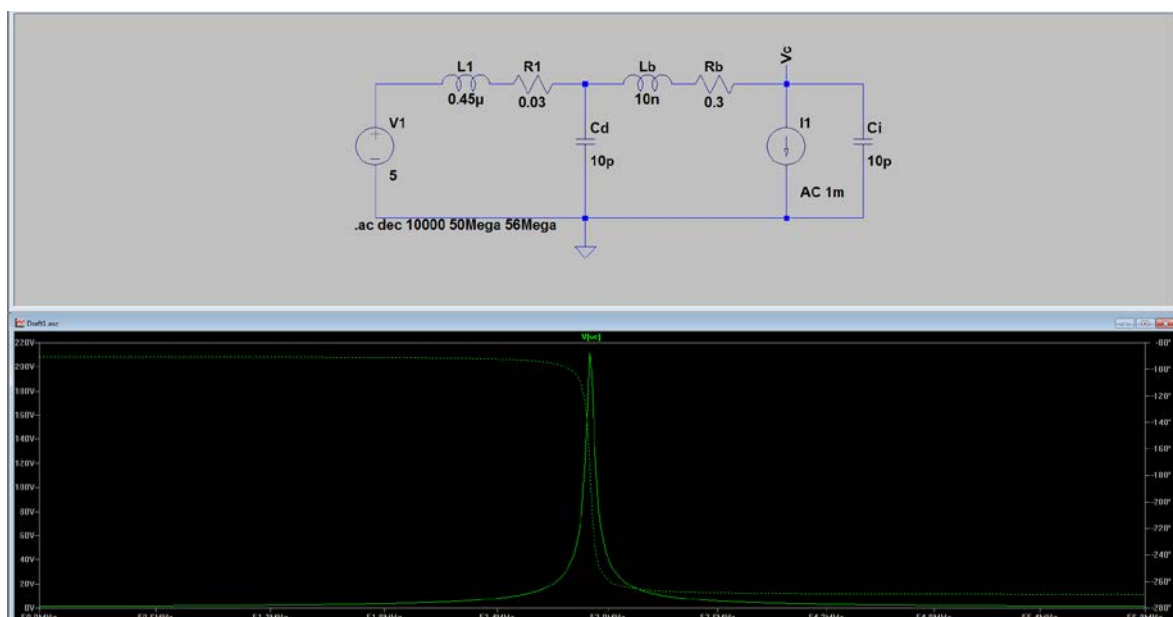 Vc
L1
R1
Lb
Rb
0.45µ
0.03
10n
0.3
V1
Cd
I1
Ci
10p
10p
5
AC 1m
.ac dec 10000 50Mega 56Mega
Draft1.asc
V[vc]
220V
-80°
200V
-100°
180V
-120°
160V
-140°
140V
-160°
120V
-180°
100V
-200°
80V
-220°
60V
-240°
40V
20V
-260°
0V
-280°